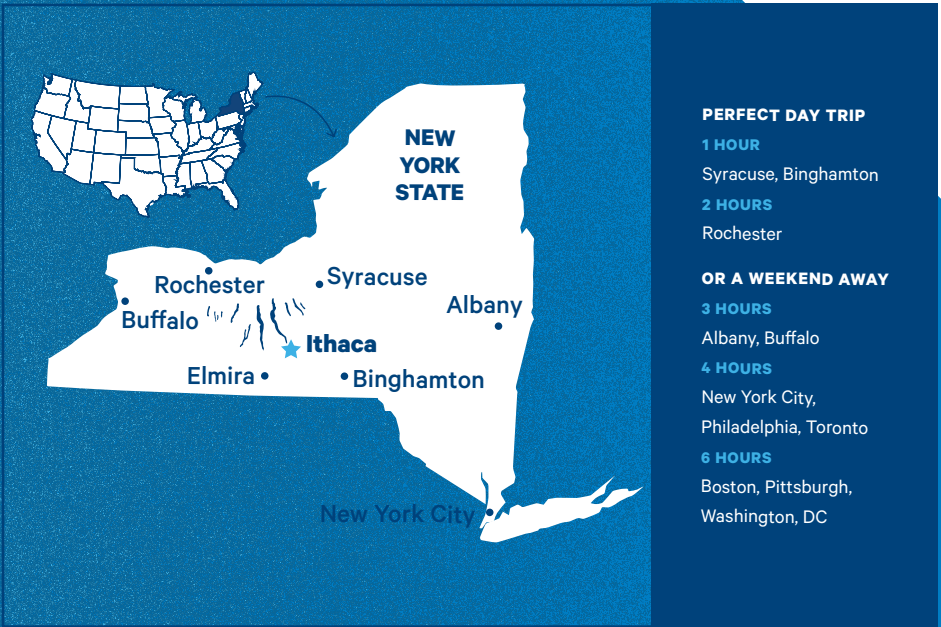 NEW
YORK
STATE
Rochester
Syracuse
Buffalo
Albany
Ithaca
Elmira
Binghamton
New York City
PERFECT DAY TRIP
1 HOUR
Syracuse, Binghamton
2 HOURS
Rochester
OR A WEEKEND AWAY
3 HOURS
Albany, Buffalo
4 HOURS
New York City,
Philadelphia, Toronto
6 HOURS
Boston, Pittsburgh,
Washington, DC